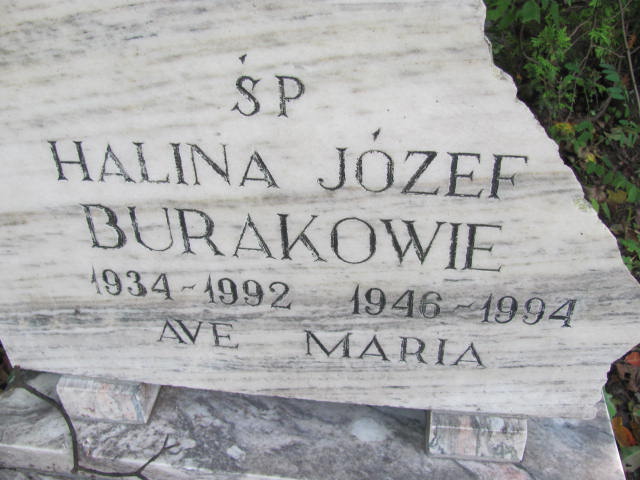 ŚP
HALINA JÓZEF
BURAKOWIE
1934-1992 1946-1994
AVE MARIA